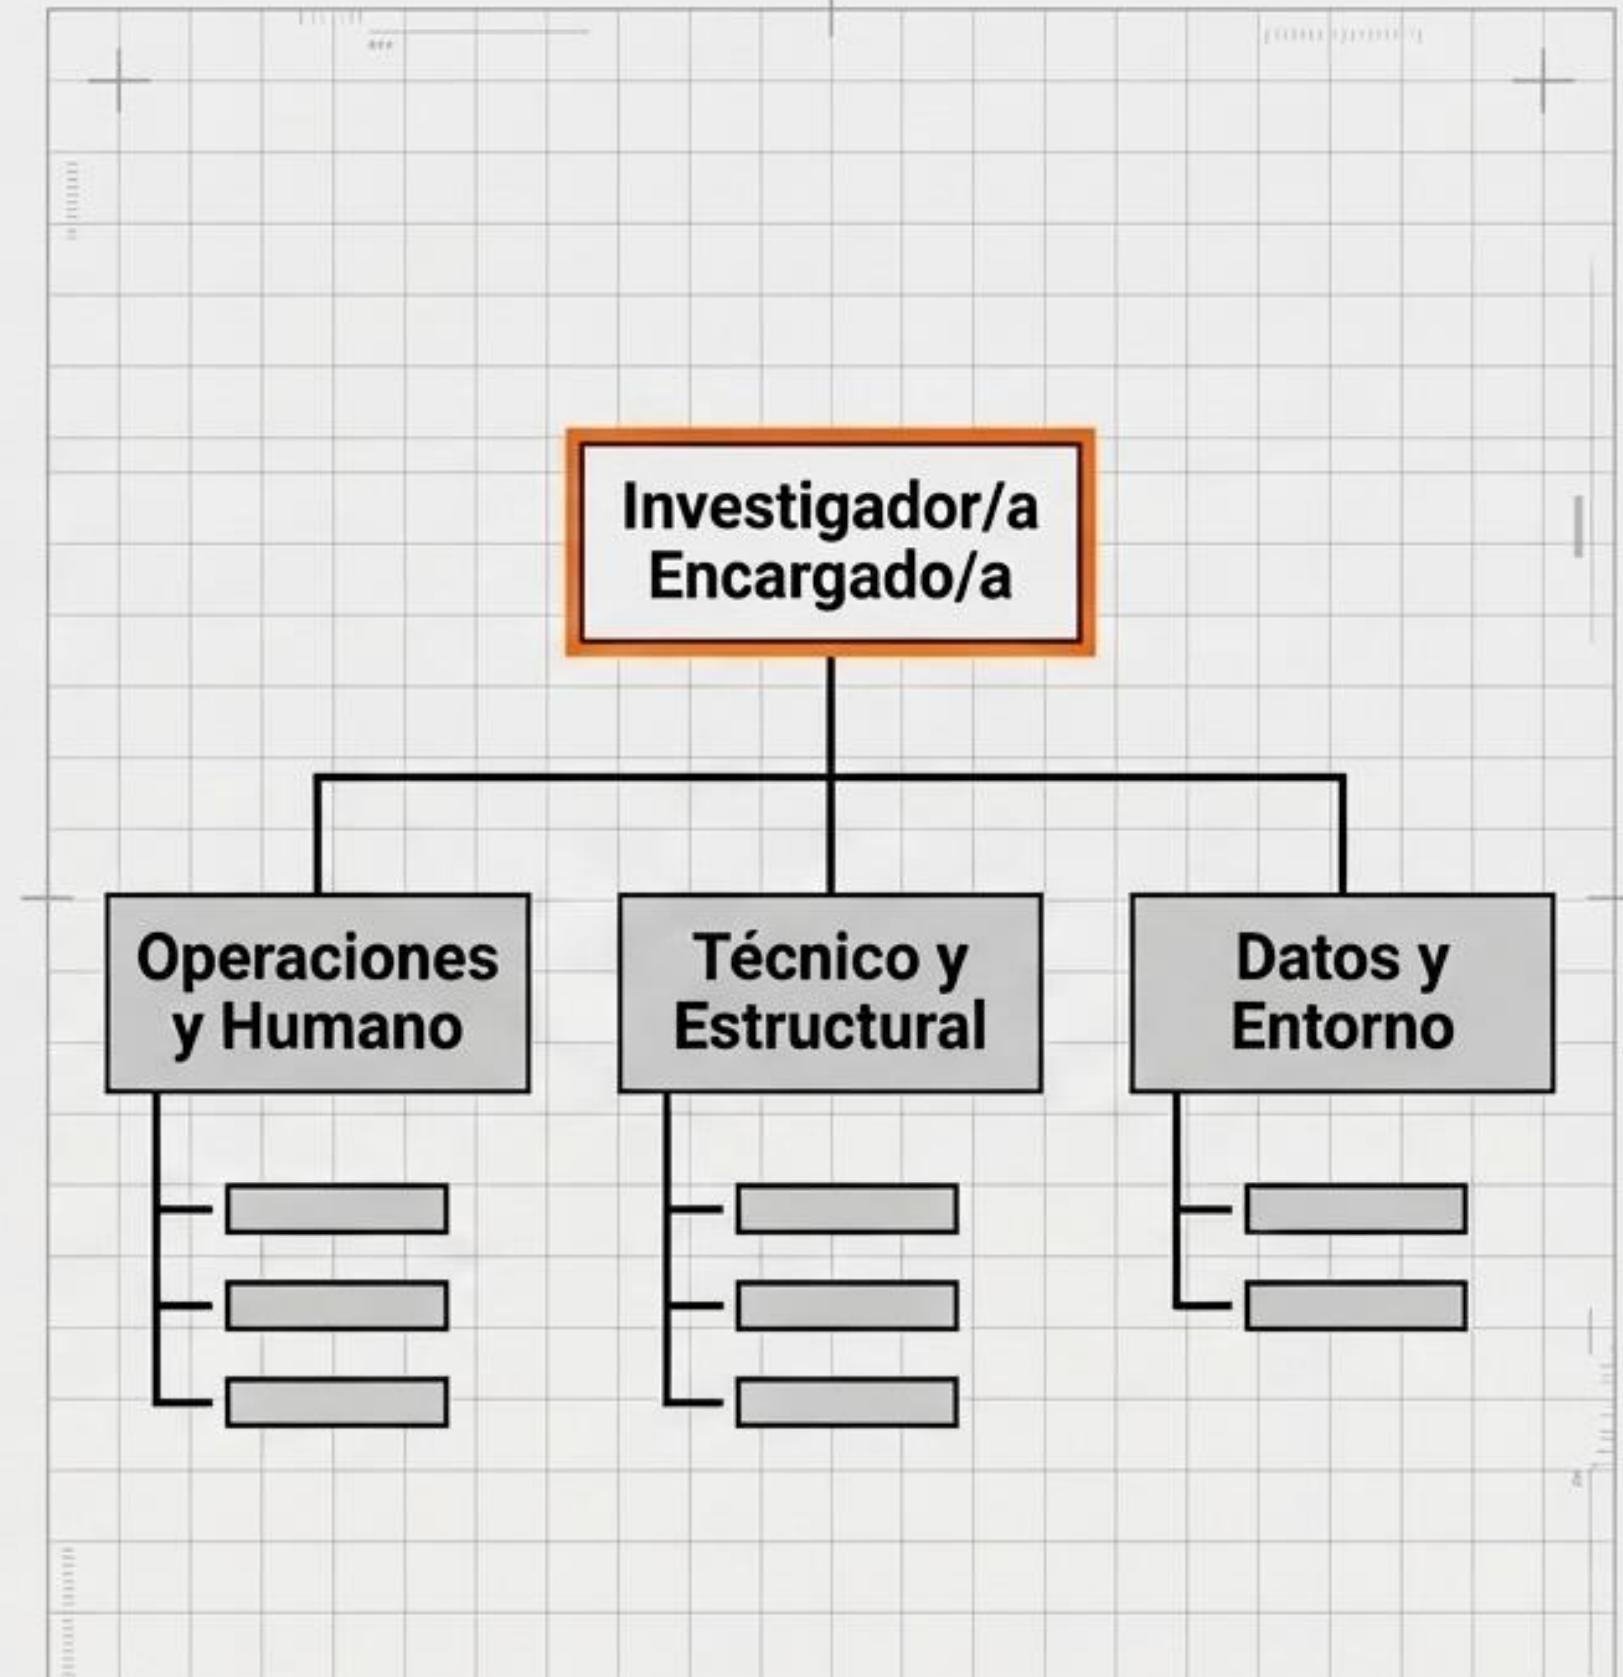 Investigador/a
Encargado/a
Operaciones
y Humano
Técnico y
Estructural
Datos y
Entorno